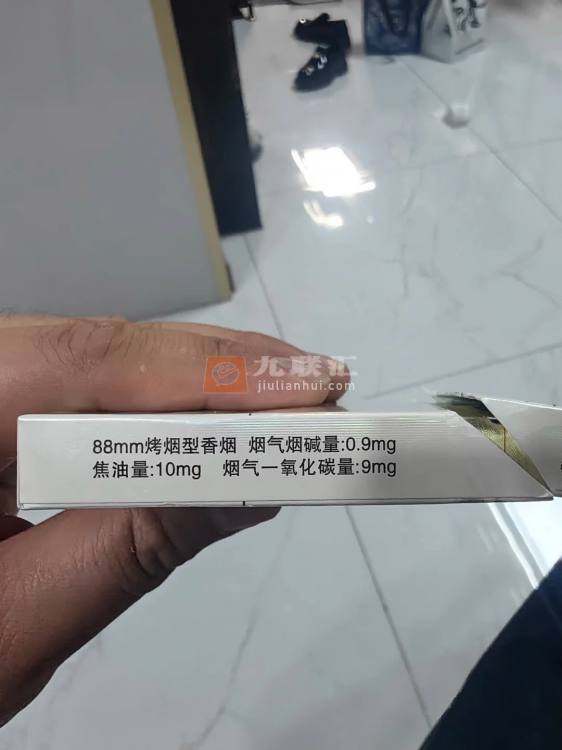 九联汇
jiulianhui.com
88mm烤烟型香烟 烟气烟碱量:0.9mg
焦油量:10mg 烟气一氧化碳量:9mg